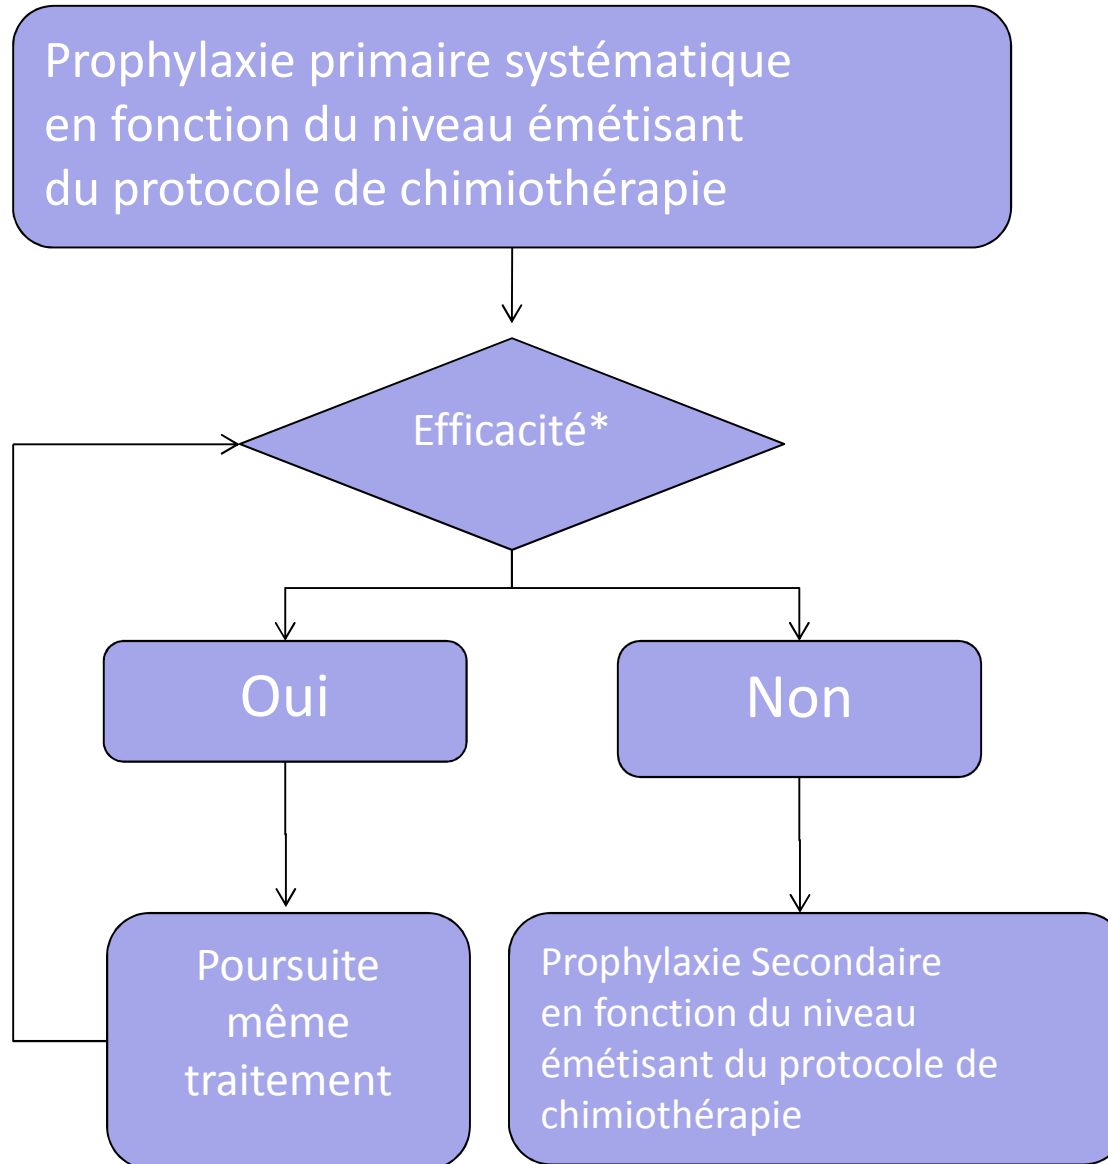 Prophylaxie primaire systématique
en fonction du niveau émétisant
du protocole de chimiothérapie
Efficacité*
Oui
Non
Poursuite
même
traitement
Prophylaxie Secondaire
en fonction du niveau
émétisant du protocole de
chimiothérapie